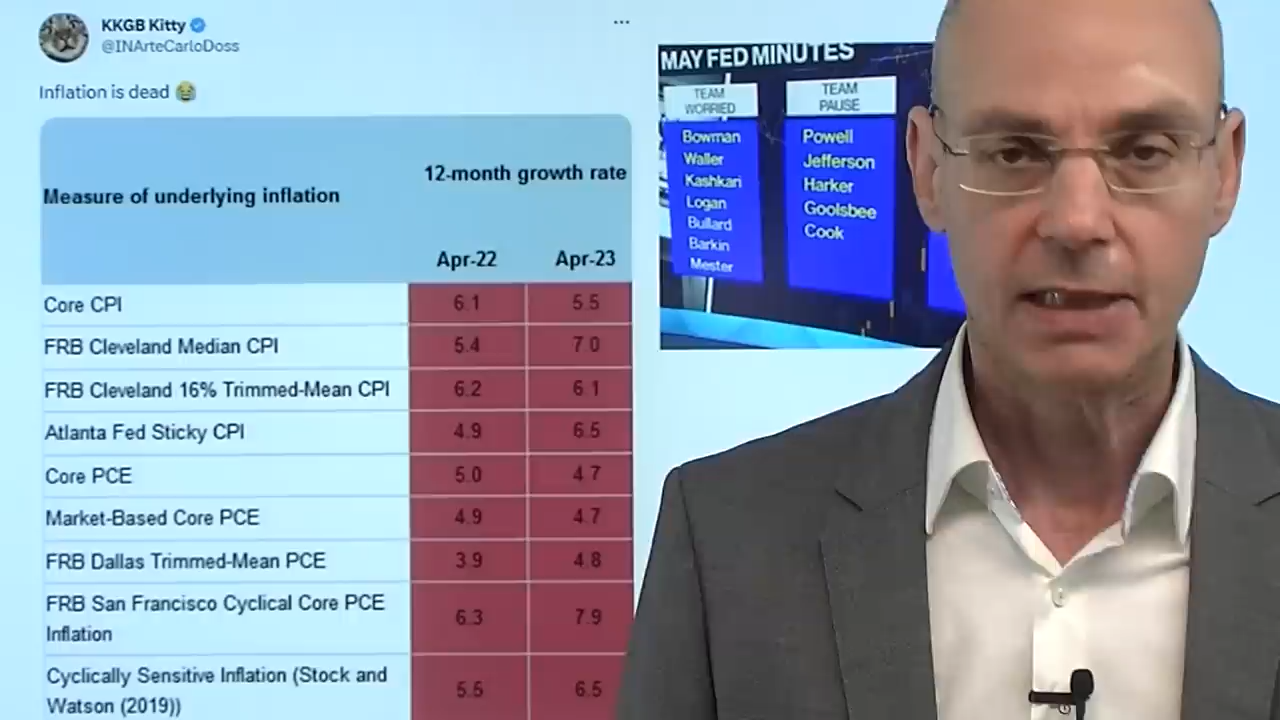 KKGB Kitty
@INArteCarloDoss
...
Inflation is dead 😂
Measure of underlying inflation
12-month growth rate
Apr-22 Apr-23
Core CPI 6.1 5.5
FRB Cleveland Median CPI 5.4 7.0
FRB Cleveland 16% Trimmed-Mean CPI 6.2 6.1
Atlanta Fed Sticky CPI 4.9 6.5
Core PCE 5.0 4.7
Market-Based Core PCE 4.9 4.7
FRB Dallas Trimmed-Mean PCE 3.9 4.8
FRB San Francisco Cyclical Core PCE
Inflation 6.3 7.9
Cyclically Sensitive Inflation (Stock and
Watson (2019)) 5.5 6.5
MAY FED MINUTES
TEAM
WORRIED
Bowman
Waller
Kashkari
Logan
Bullard
Barkin
Mester
TEAM
PAUSE
Powell
Jefferson
Harker
Goolsbee
Cook